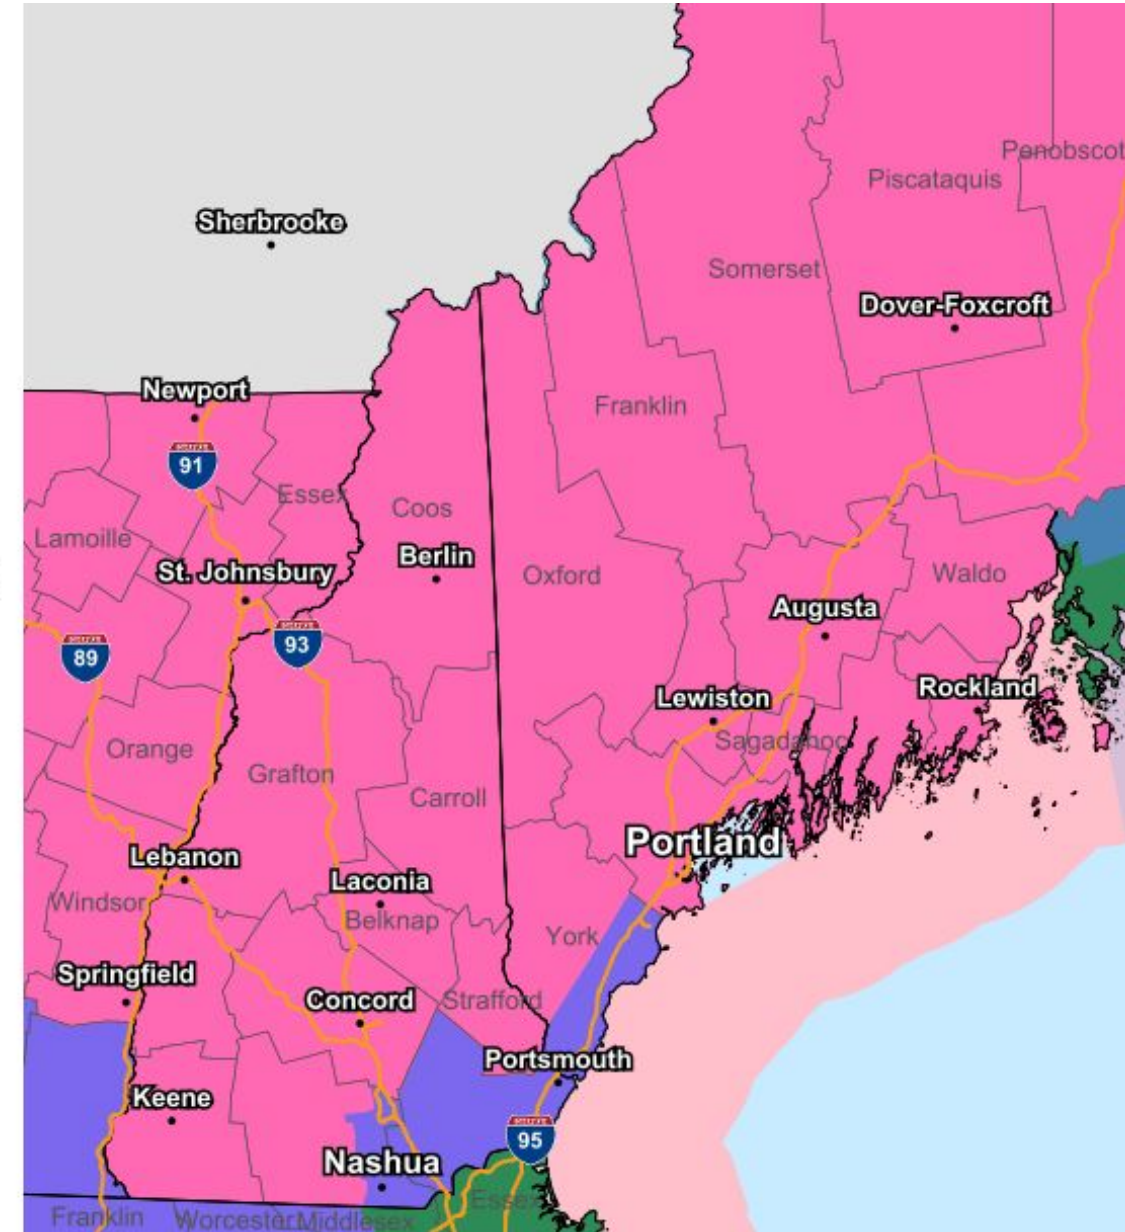 Penobscot
Piscataquis
Sherbrooke
Somerset
Dover-Foxcroft
Newport
Franklin
91
Essex
Coos
Lamoille
Berlin
St. Johnsbury
Oxford
Waldo
Augusta
93
89
Rockland
Lewiston
Sagadahoc
Orange
Grafton
Carroll
Portland
Lebanon
Laconia
Windsor
Belknap
York
Springfield
Concord
Strafford
Portsmouth
Keene
95
Nashua
Essex
Franklin
Worcester
Middlesex